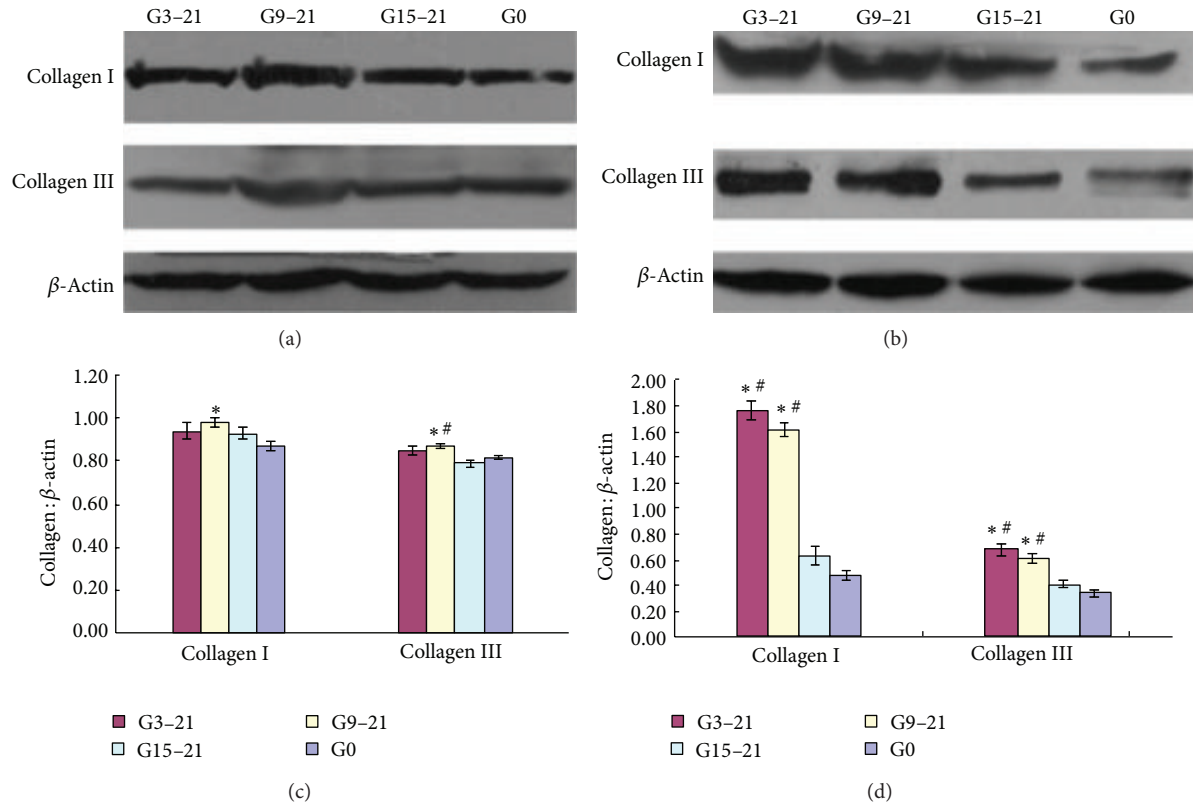 G3–21 G9–21 G15–21 G0
Collagen I
Collagen III
β-Actin
(a)
G3–21 G9–21 G15–21 G0
Collagen I
Collagen III
β-Actin
(b)
1.20
1.00
0.80
0.60
0.40
0.20
0.00
Collagen : β-actin
*
* #
Collagen I Collagen III
G3–21 G9–21
G15–21 G0
(c)
2.00
1.80
1.60
1.40
1.20
1.00
0.80
0.60
0.40
0.20
0.00
Collagen : β-actin
* #
* #
* #
* #
Collagen I Collagen III
G3–21 G9–21
G15–21 G0
(d)